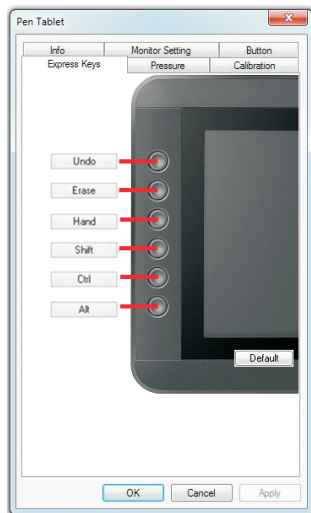 Pen Tablet
Info Monitor Setting Button
Express Keys Pressure Calibration
Undo
Erase
Hand
Shift
Ctrl
Alt
Default
OK Cancel Apply